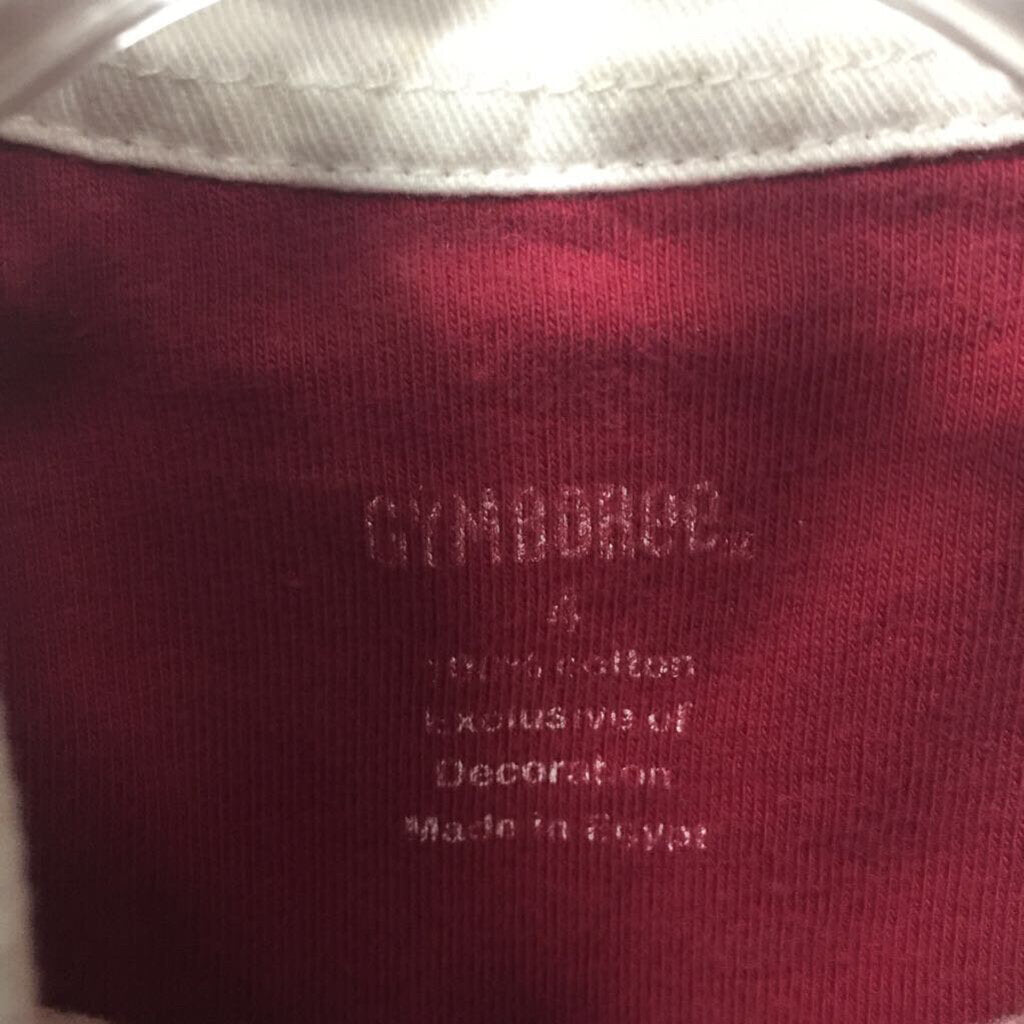 GYMBOREE
4
100% cotton
Exclusive of
Decoration
Made in Egypt